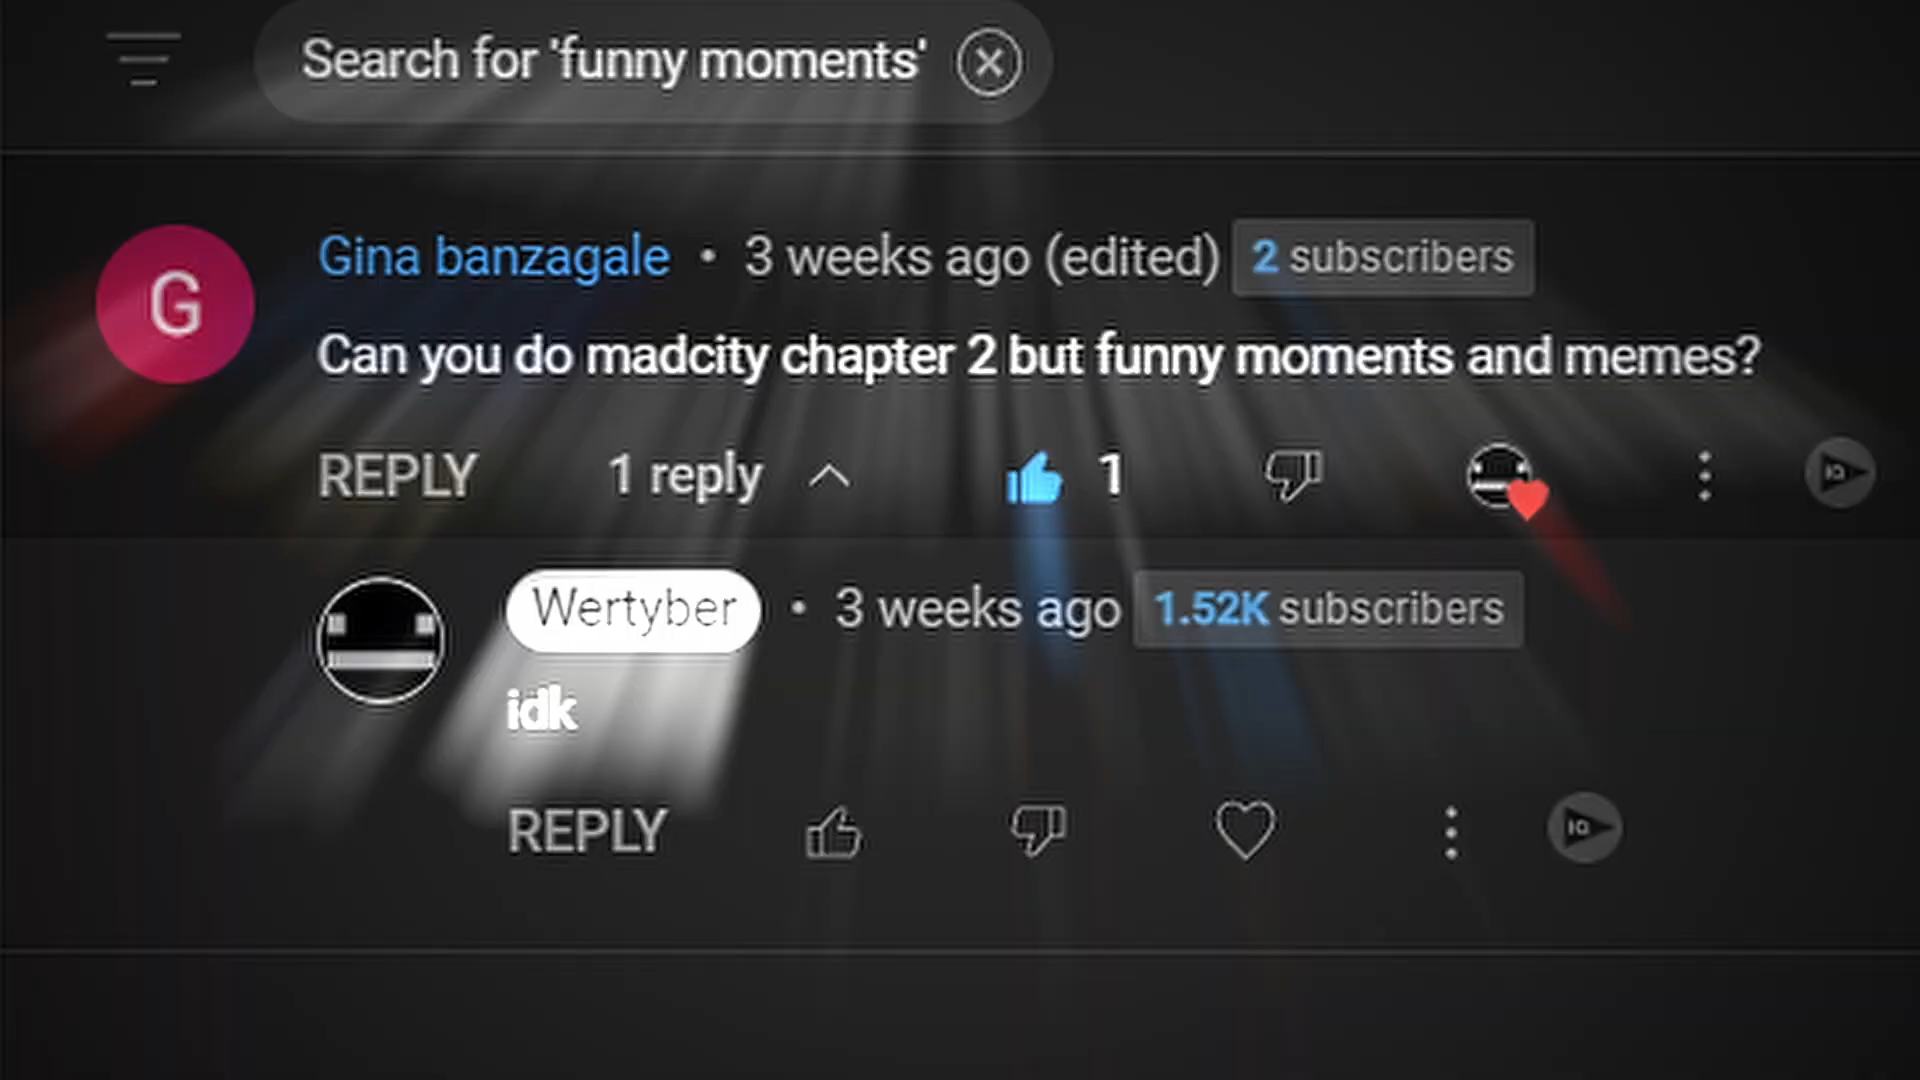 Search for 'funny moments'
G
Gina banzagale • 3 weeks ago (edited) 2 subscribers
Can you do madcity chapter 2 but funny moments and memes?
REPLY 1 reply 1
Wertyber • 3 weeks ago 1.52K subscribers
idk
REPLY